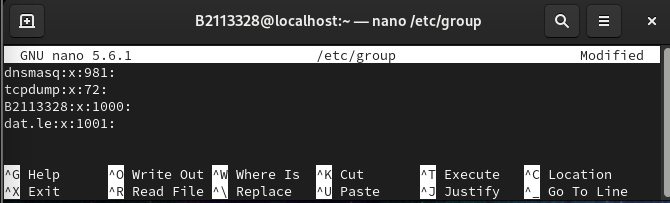 B2113328@localhost:~ — nano /etc/group
GNU nano 5.6.1 /etc/group Modified
dnsmasq:x:981:
tcpdump:x:72:
B2113328:x:1000:
dat.le:x:1001:
^G Help ^O Write Out ^W Where Is ^K Cut ^T Execute ^C Location
^X Exit ^R Read File ^\ Replace ^U Paste ^J Justify ^_ Go To Line